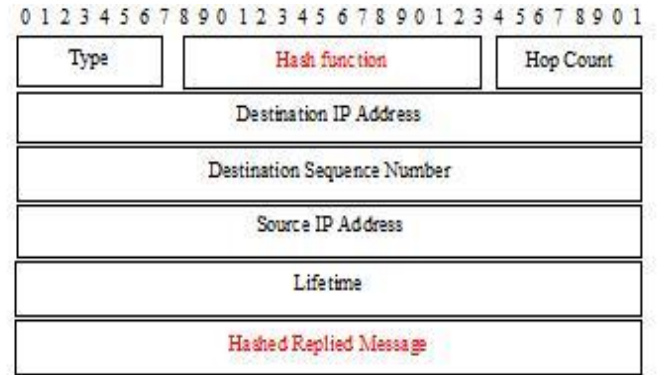 0 1 2 3 4 5 6 7 8 9 0 1 2 3 4 5 6 7 8 9 0 1 2 3 4 5 6 7 8 9 0 1
Type Hash function Hop Count
Destination IP Address
Destination Sequence Number
Source IP Address
Lifetime
Hashed Replied Message